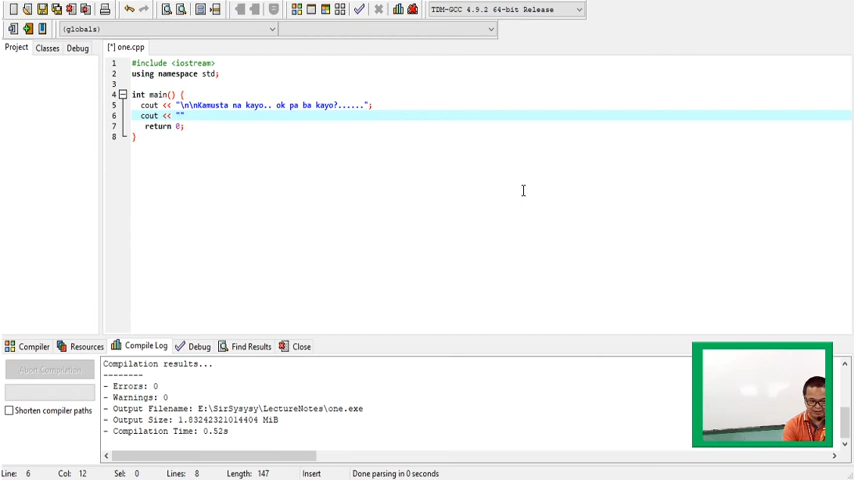 TDM-GCC 4.9.2 64-bit Release
(globals)
Project Classes Debug [*] one.cpp
1 #include <iostream>
2 using namespace std;
3
4 int main() {
5 cout << "\n\nKamusta na kayo.. ok pa ba kayo?......";
6 cout << ""
7 return 0;
8 }
Compiler Resources Compile Log Debug Find Results Close
Abort Compilation
Shorten compiler paths
Compilation results...
--------
- Errors: 0
- Warnings: 0
- Output Filename: E:\SirSysysy\LectureNotes\one.exe
- Output Size: 1.83242321014404 MiB
- Compilation Time: 0.52s
Line: 6 Col: 12 Sel: 0 Lines: 8 Length: 147 Insert Done parsing in 0 seconds